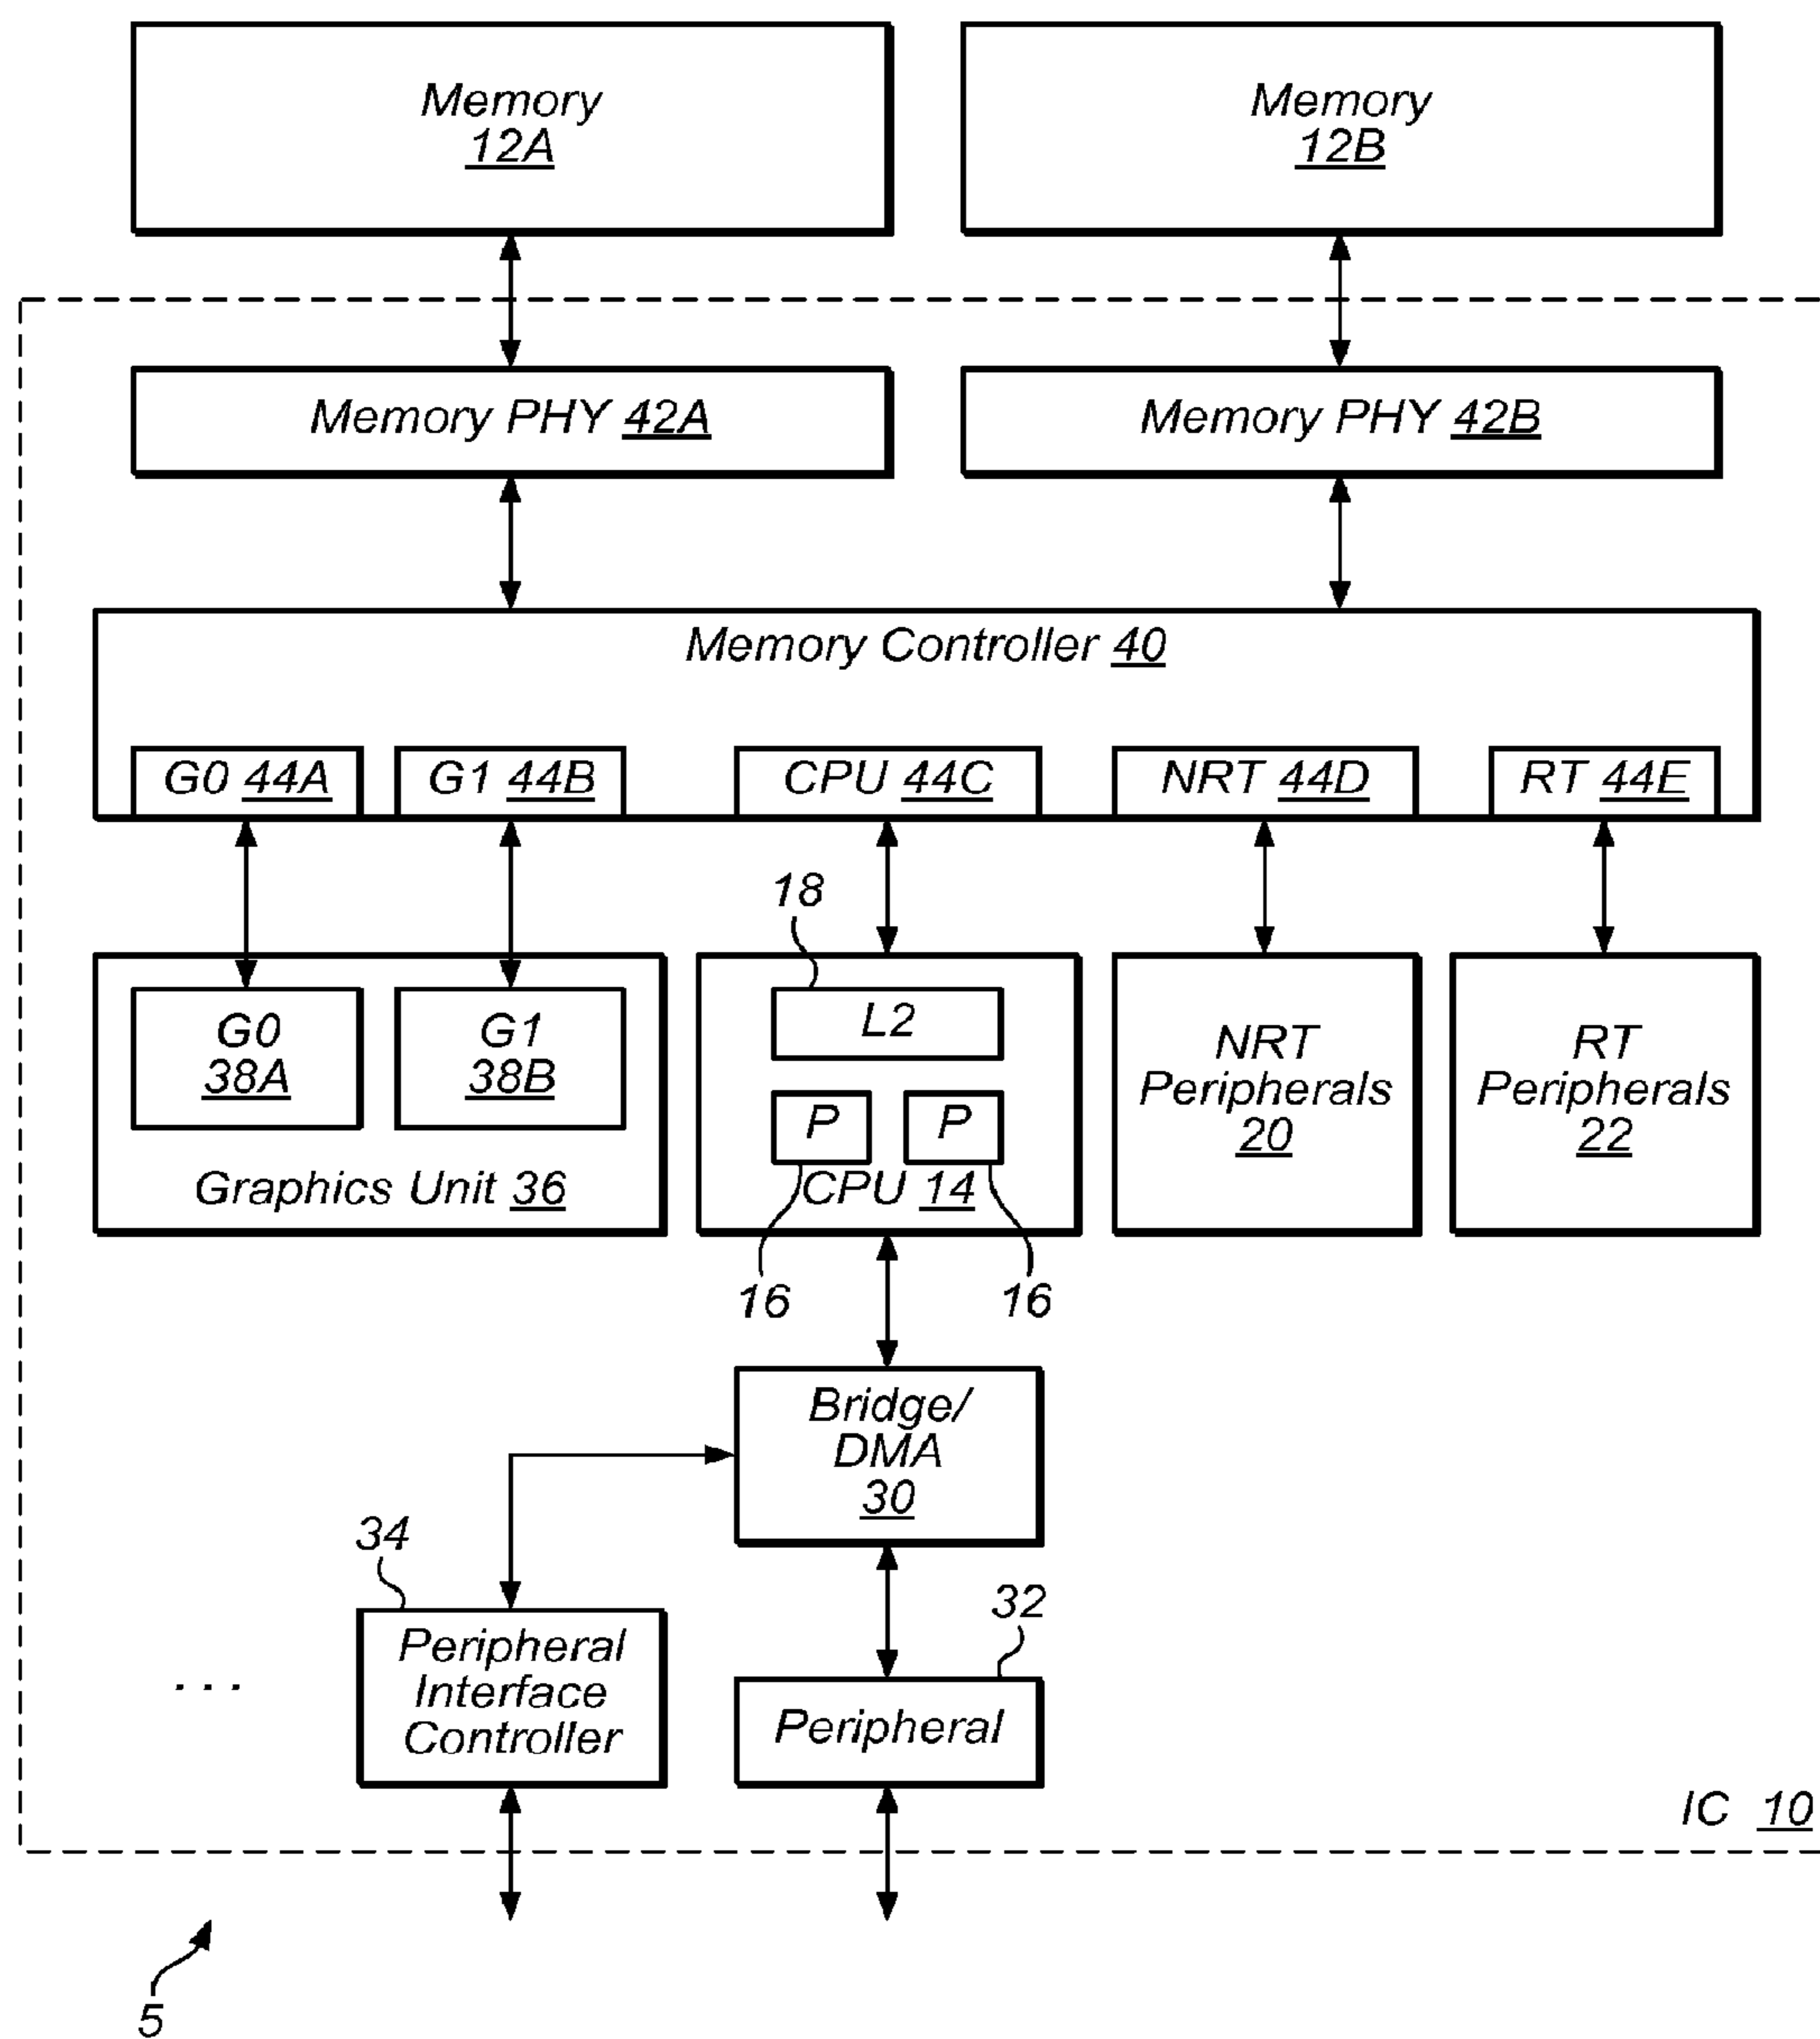 Memory
12A
Memory
12B
Memory PHY 42A
Memory PHY 42B
Memory Controller 40
G0 44A
G1 44B
CPU 44C
NRT 44D
RT 44E
18
G0
38A
G1
38B
Graphics Unit 36
L2
P
P
CPU 14
16
16
NRT
Peripherals
20
RT
Peripherals
22
Bridge/
DMA
30
34
Peripheral
Interface
Controller
32
Peripheral
. . .
IC 10
5